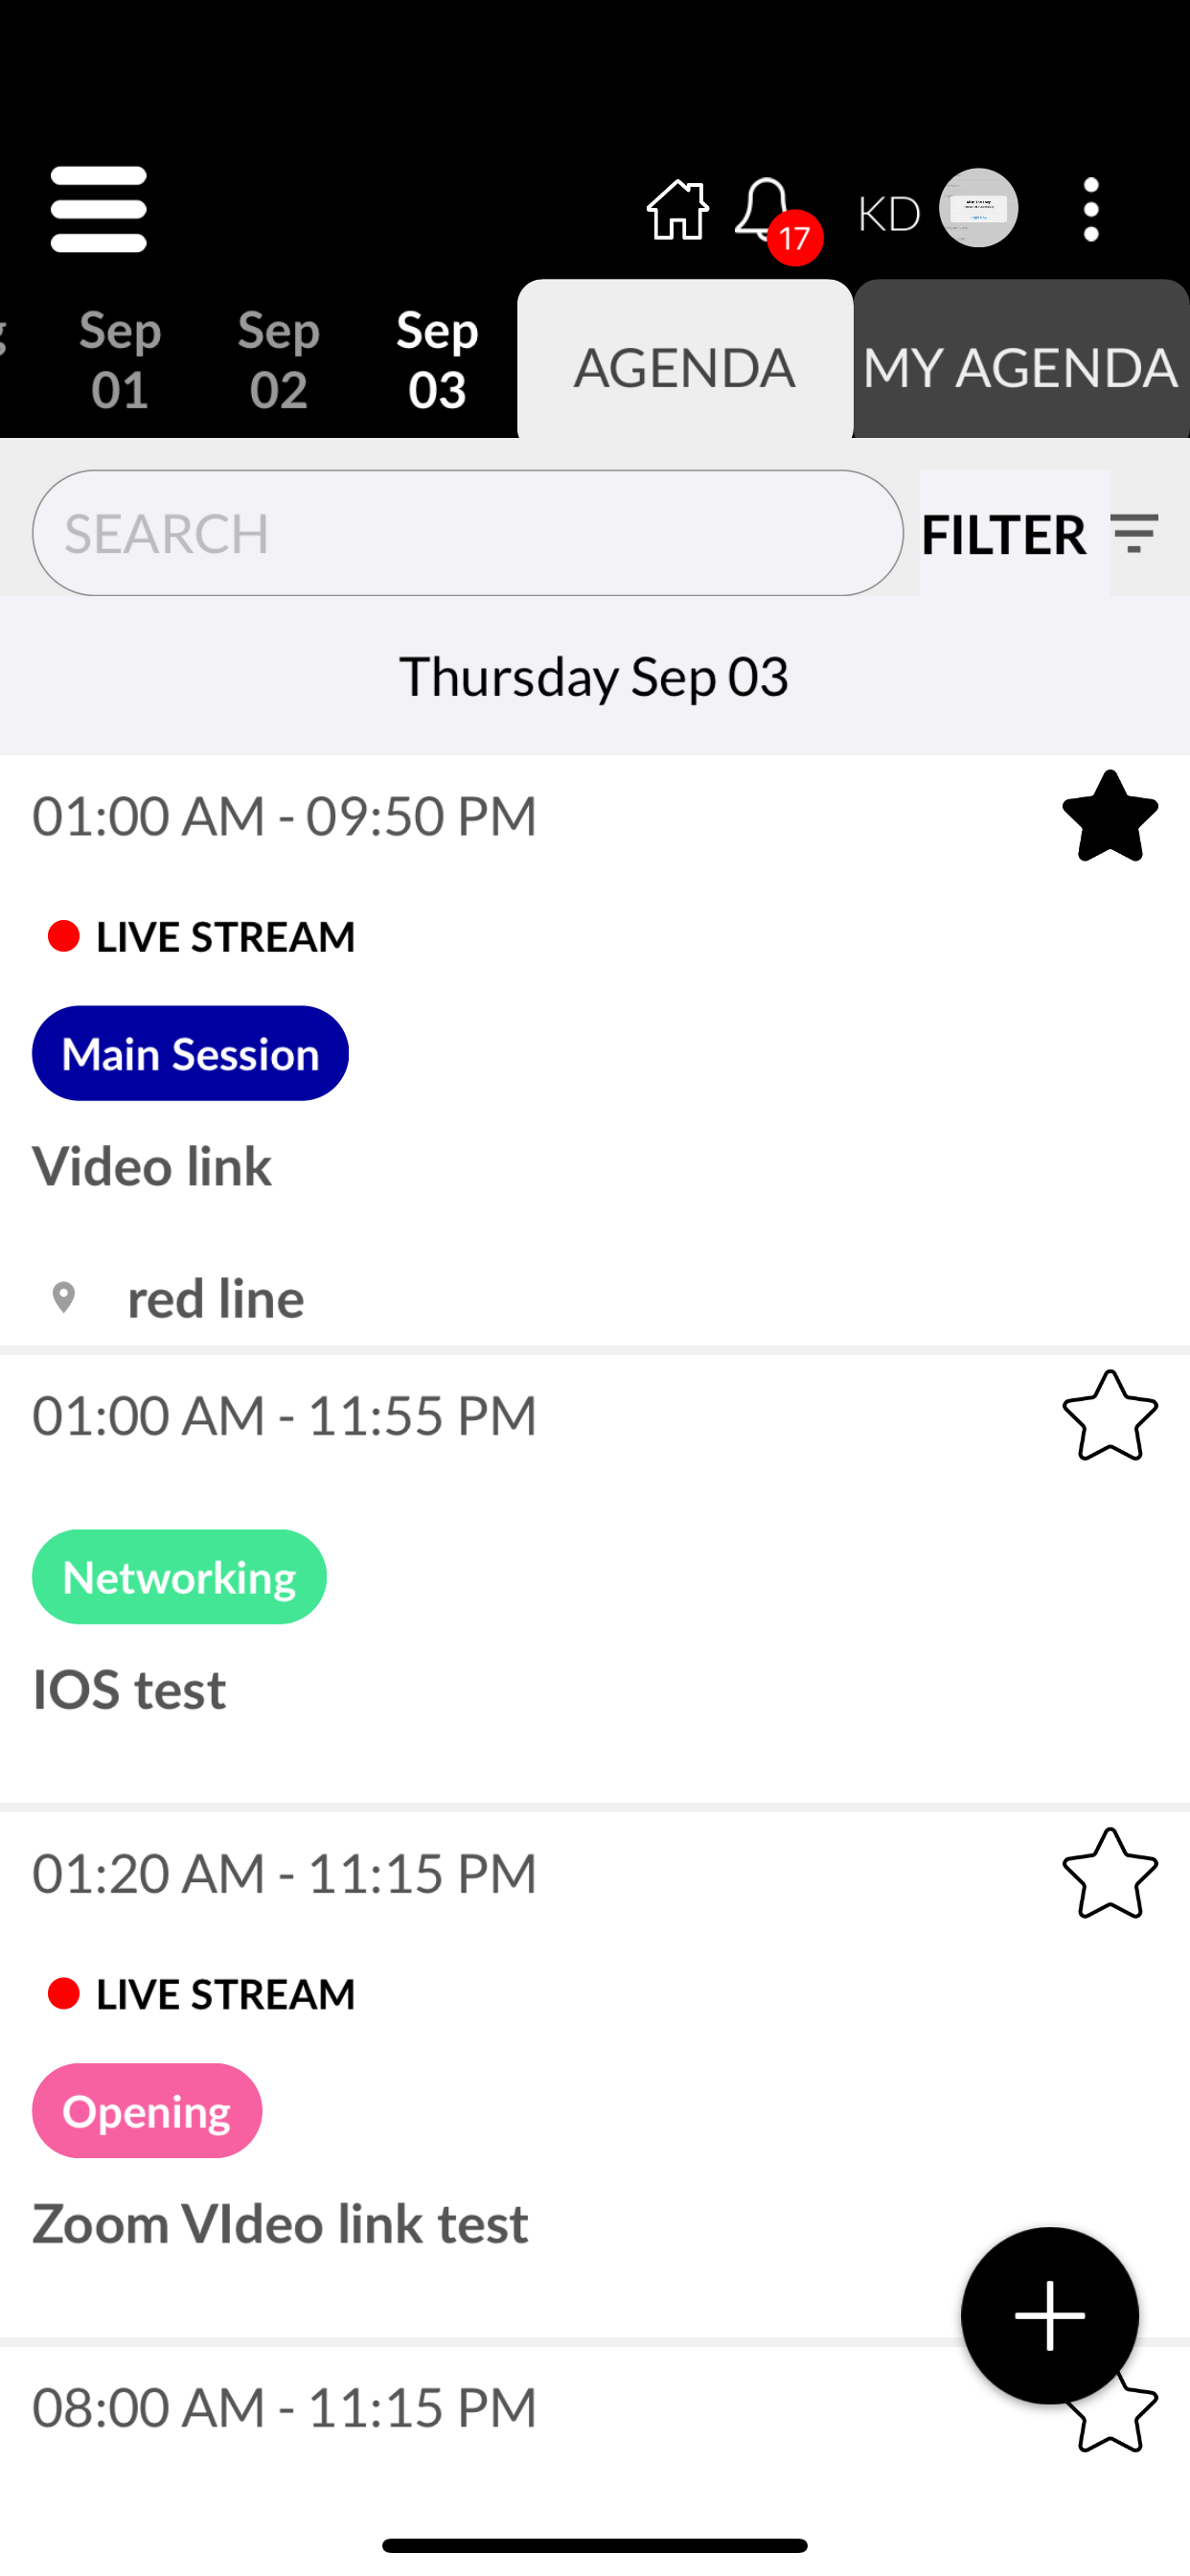 17
KD
Sep
01
Sep
02
Sep
03
AGENDA
MY AGENDA
SEARCH
FILTER
Thursday Sep 03
01:00 AM - 09:50 PM
LIVE STREAM
Main Session
Video link
red line
01:00 AM - 11:55 PM
Networking
IOS test
01:20 AM - 11:15 PM
LIVE STREAM
Opening
Zoom VIdeo link test
08:00 AM - 11:15 PM